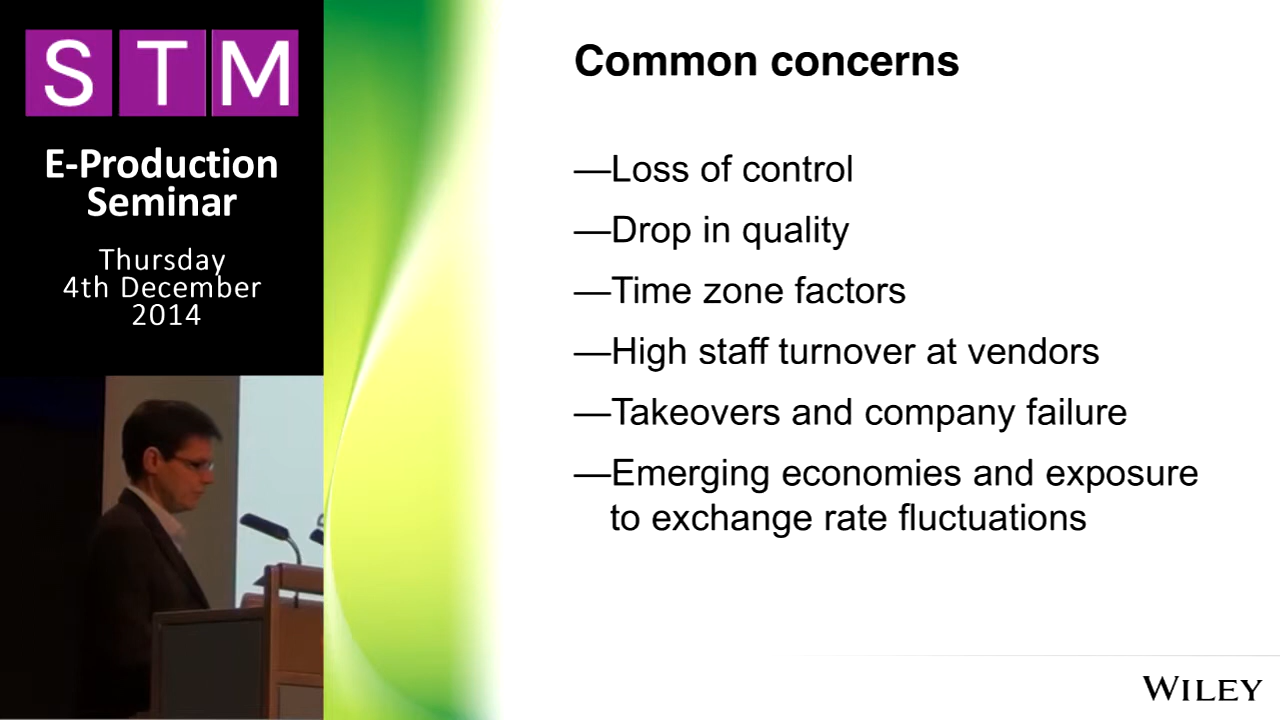 STM
E-Production
Seminar
Thursday
4th December
2014
Common concerns
—Loss of control
—Drop in quality
—Time zone factors
—High staff turnover at vendors
—Takeovers and company failure
—Emerging economies and exposure
to exchange rate fluctuations
WILEY